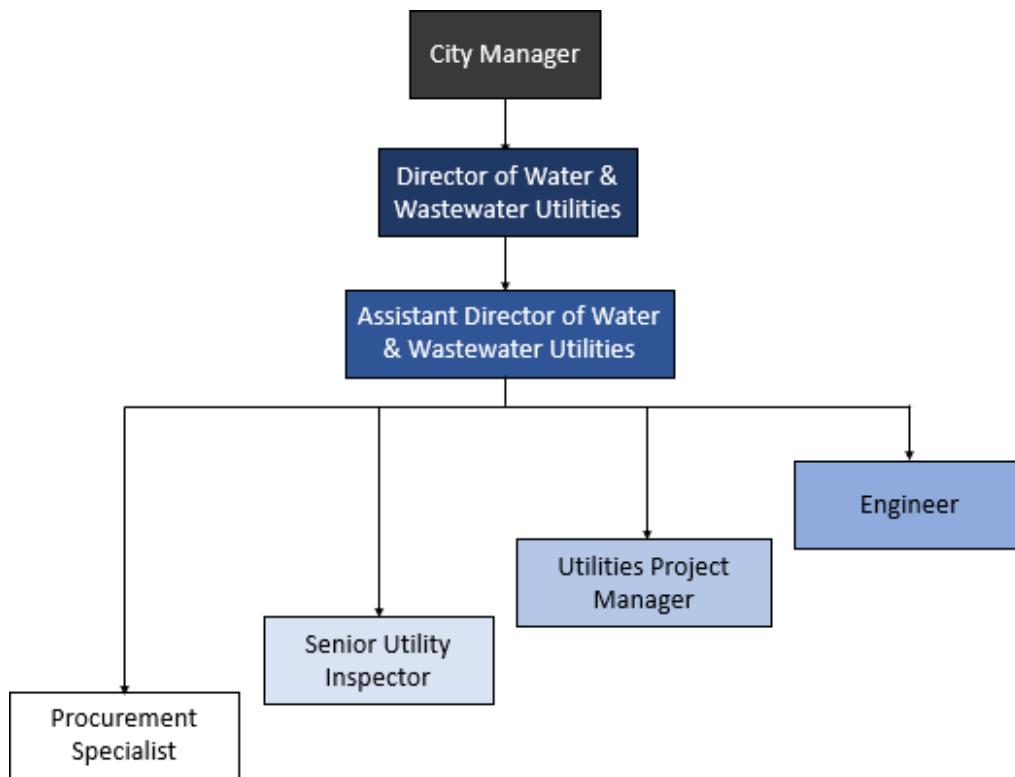 City Manager
Director of Water &
Wastewater Utilities
Assistant Director of Water
& Wastewater Utilities
Engineer
Utilities Project
Manager
Senior Utility
Inspector
Procurement
Specialist